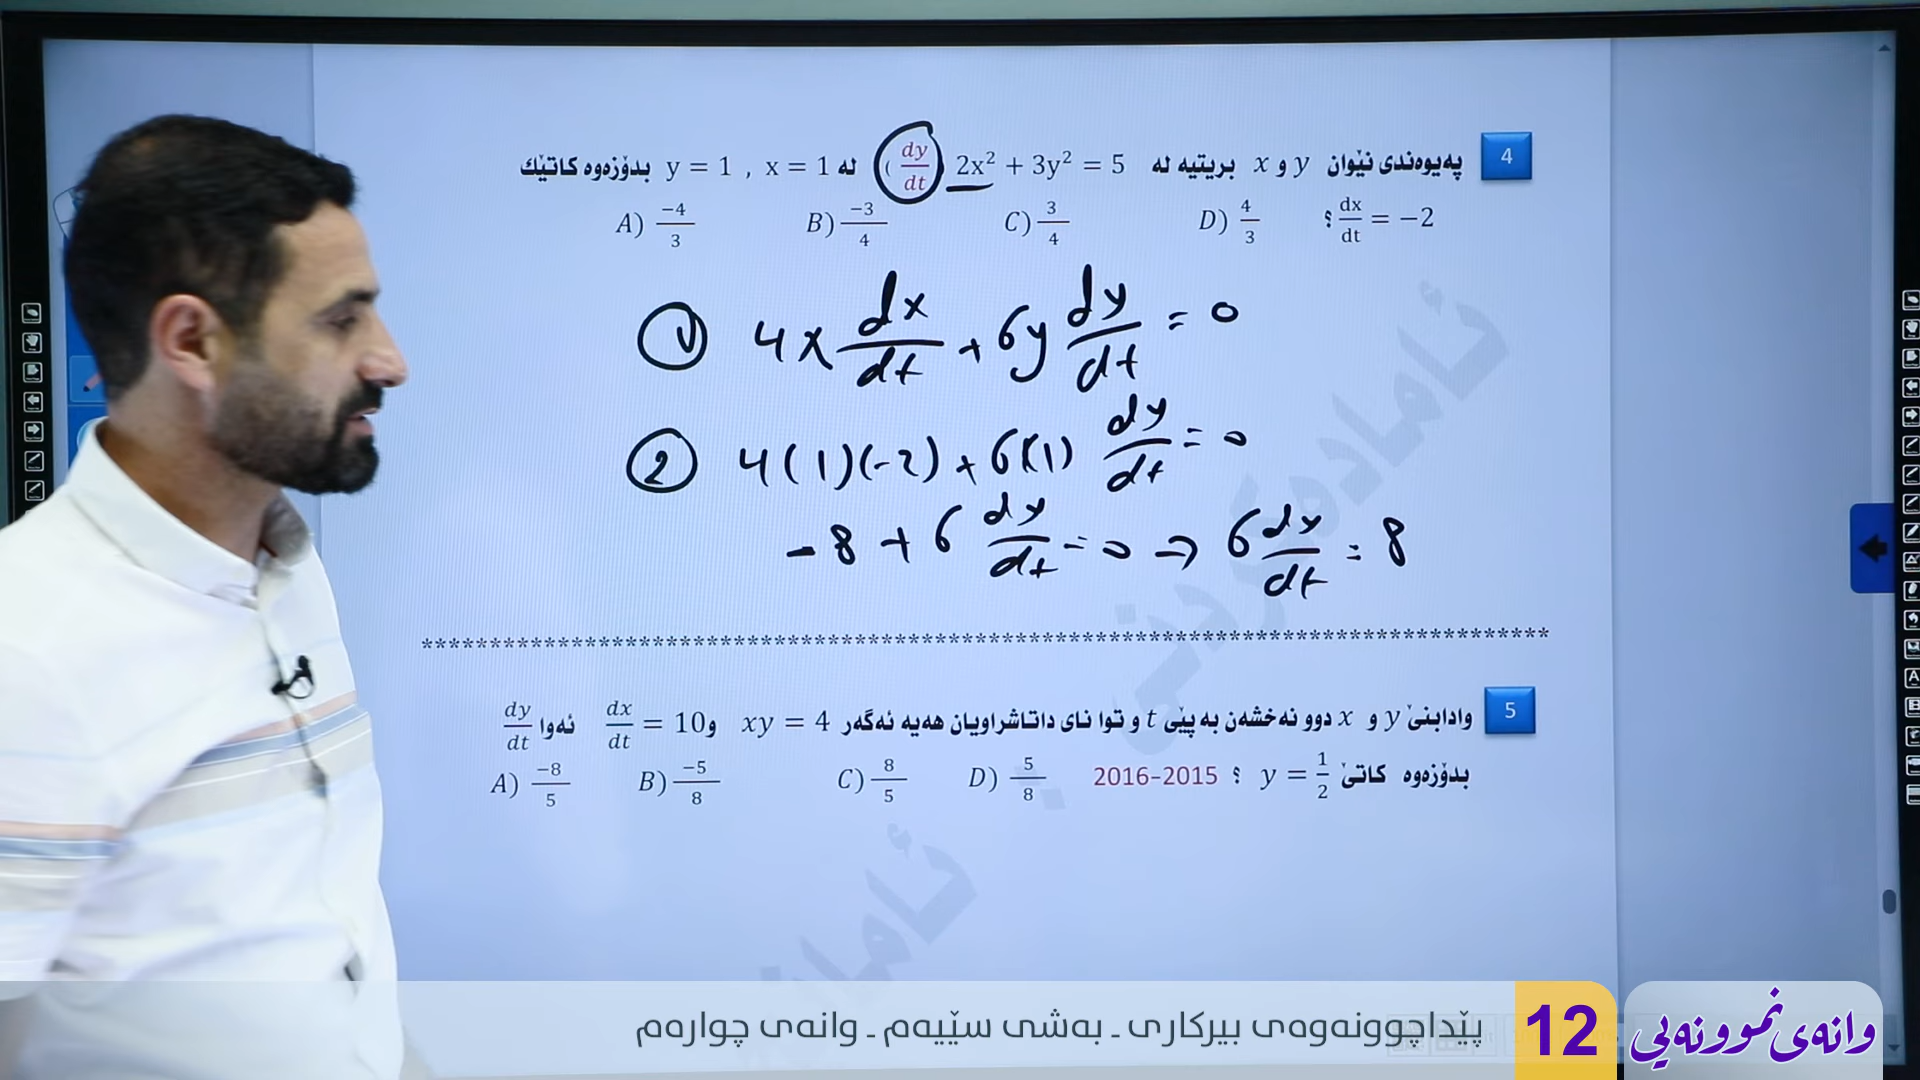 4 پەیوەندی نێوان y و x بریتیە لە 2x² + 3y² = 5 (dy/dt) لە x = 1 , y = 1 بدۆزەوە کاتێك
dx/dt = −2 ؟
A) −4/3 B) −3/4 C) 3/4 D) 4/3
① 4x dx/dt + 6y dy/dt = 0
② 4(1)(-2) + 6(1) dy/dt = 0
-8 + 6 dy/dt = 0 ⇒ 6 dy/dt = 8
********************************************************************************
5 وادابنێ y و x دوو نەخشەن بە پێی t و توانای داتاشراویان هەیە ئەگەر xy = 4 و dx/dt = 10 ئەوا dy/dt
بدۆزەوە کاتێ y = 1/2 ؟ 2016-2015
A) −8/5 B) −5/8 C) 8/5 D) 5/8
ئامادەکردنی :
وانەی نموونەیی 12 پێداچوونەوەی بیرکاری ـ بەشی سێیەم ـ وانەی چوارەم